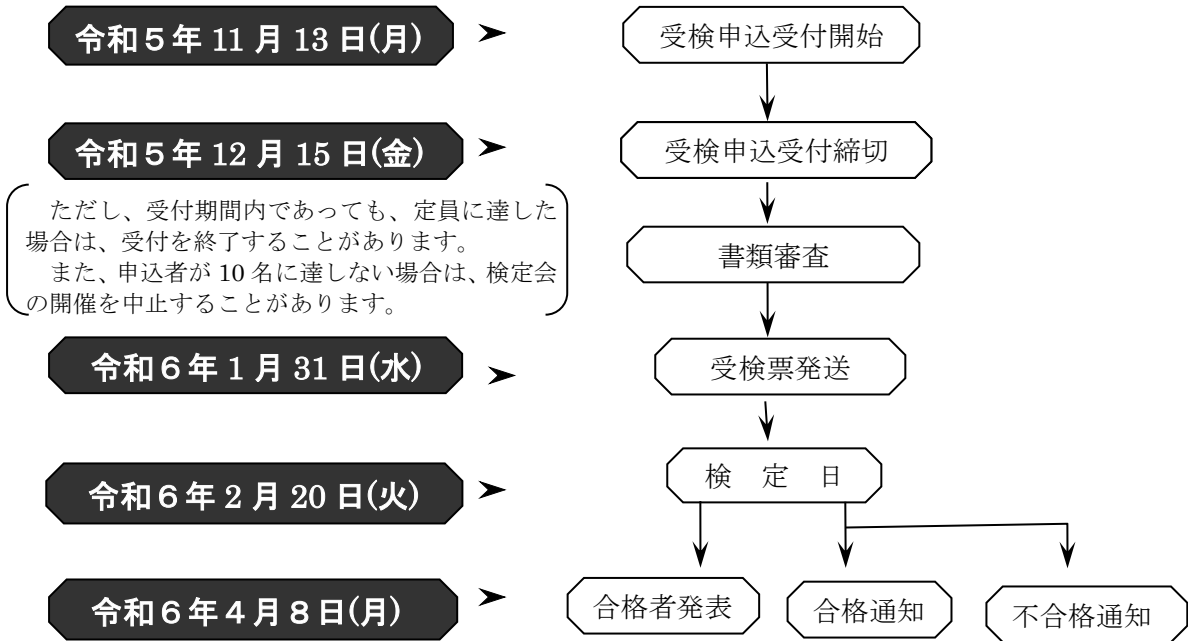 令和５年 11 月 13 日(月)
受検申込受付開始
令和５年 12 月 15 日(金)
受検申込受付締切
ただし、受付期間内であっても、定員に達した
場合は、受付を終了することがあります。
また、申込者が 10 名に達しない場合は、検定会
の開催を中止することがあります。
書類審査
令和６年 1 月 31 日(水)
受検票発送
令和６年 2 月 20 日(火)
検　定　日
令和６年４月８日(月)
合格者発表
合格通知
不合格通知